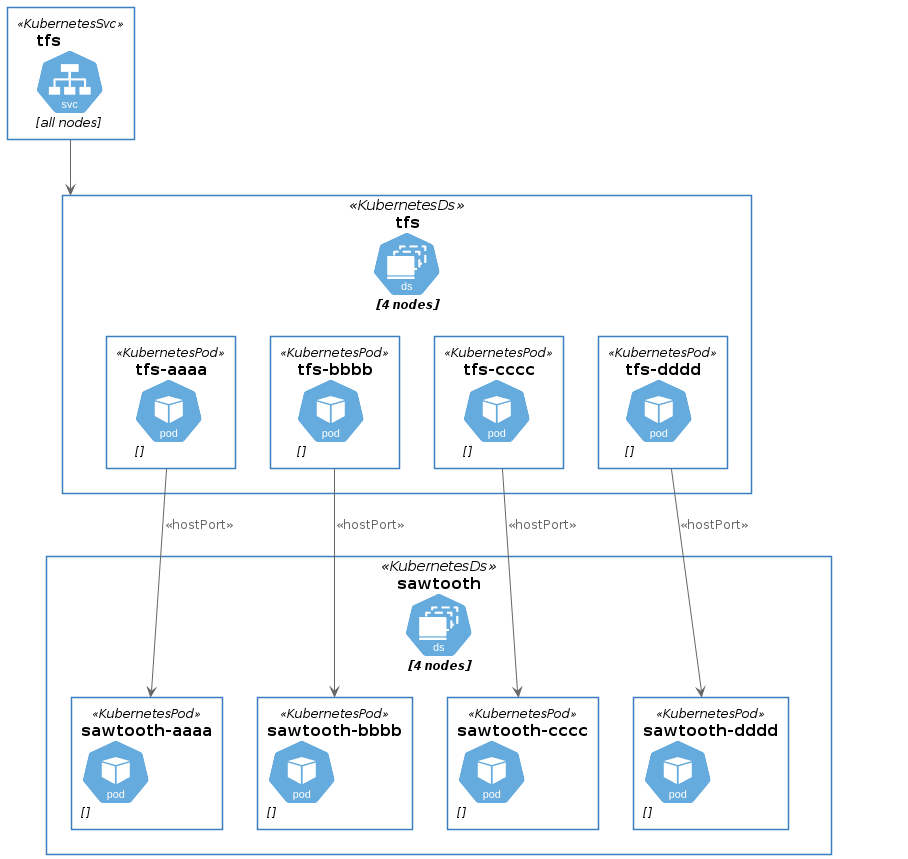 «KubernetesSvc»
tfs
svc
[all nodes]
«KubernetesDs»
tfs
ds
[4 nodes]
«KubernetesPod» «KubernetesPod» «KubernetesPod» «KubernetesPod»
tfs-aaaa tfs-bbbb tfs-cccc tfs-dddd
pod pod pod pod
[] [] [] []
«hostPort» «hostPort» «hostPort» «hostPort»
«KubernetesDs»
sawtooth
ds
[4 nodes]
«KubernetesPod» «KubernetesPod» «KubernetesPod» «KubernetesPod»
sawtooth-aaaa sawtooth-bbbb sawtooth-cccc sawtooth-dddd
pod pod pod pod
[] [] [] []